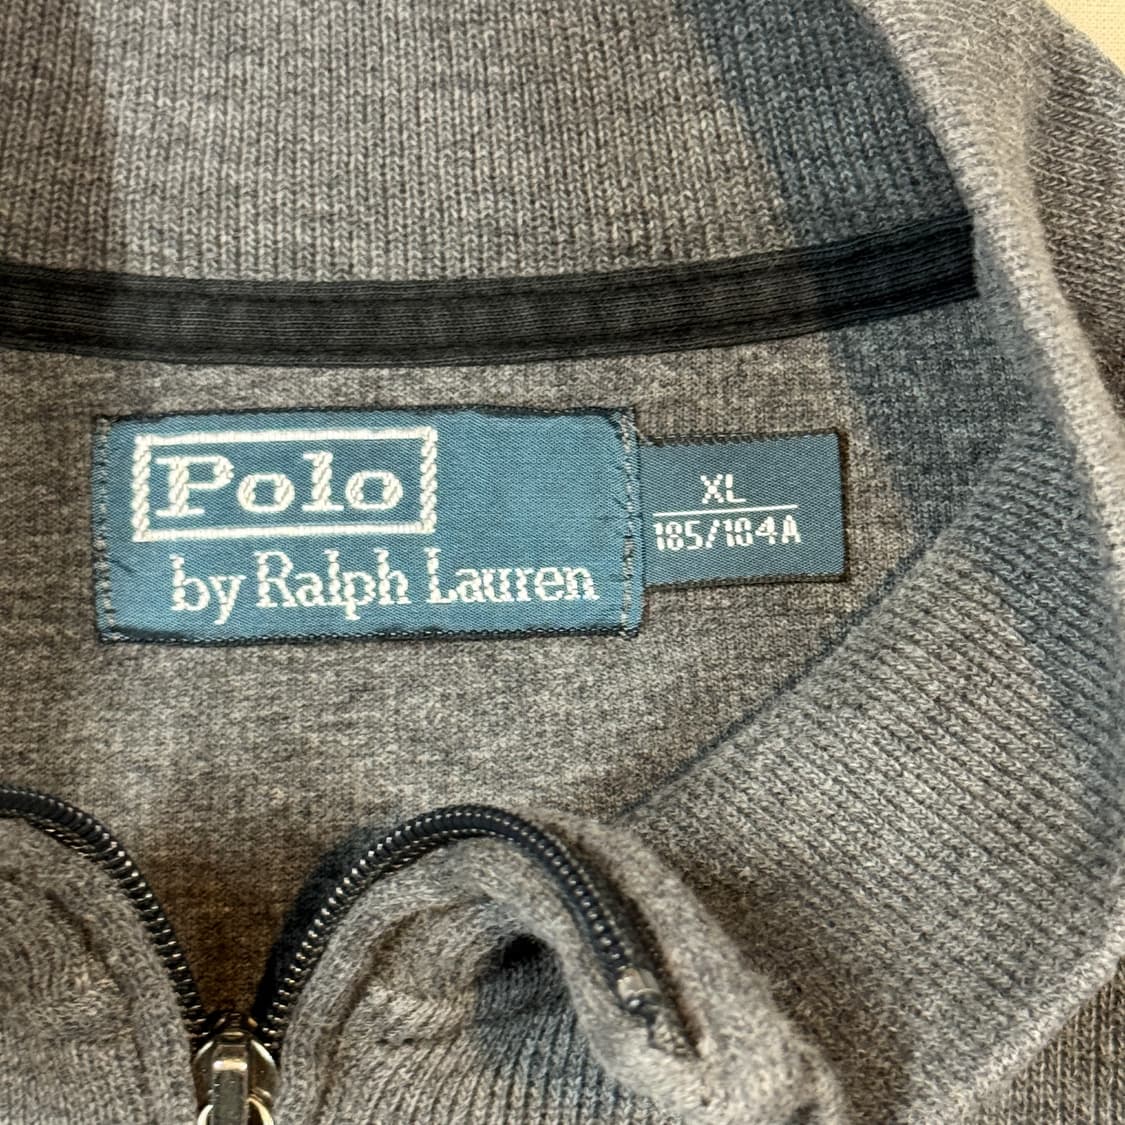 Polo
by Ralph Lauren
XL
185/104A